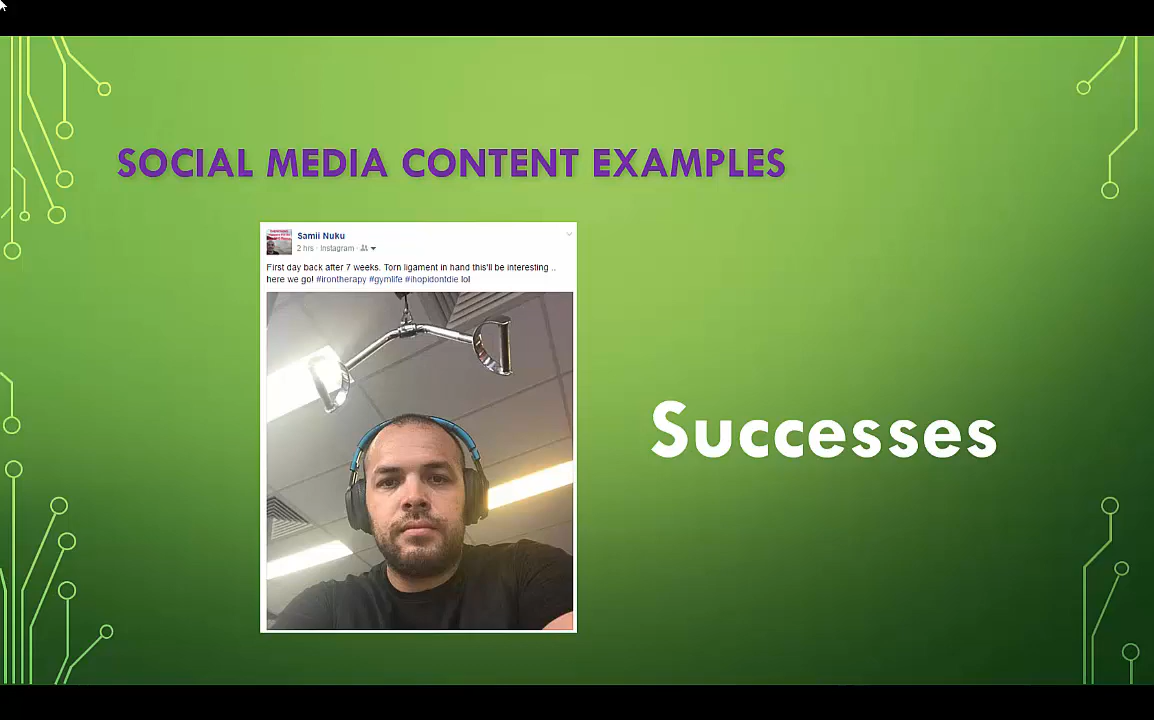 SOCIAL MEDIA CONTENT EXAMPLES
Samii Nuku
2 hrs · Instagram ·
First day back after 7 weeks. Torn ligament in hand this'll be interesting ..
here we go! #irontherapy #gymlife #ihopidontdie lol
Successes